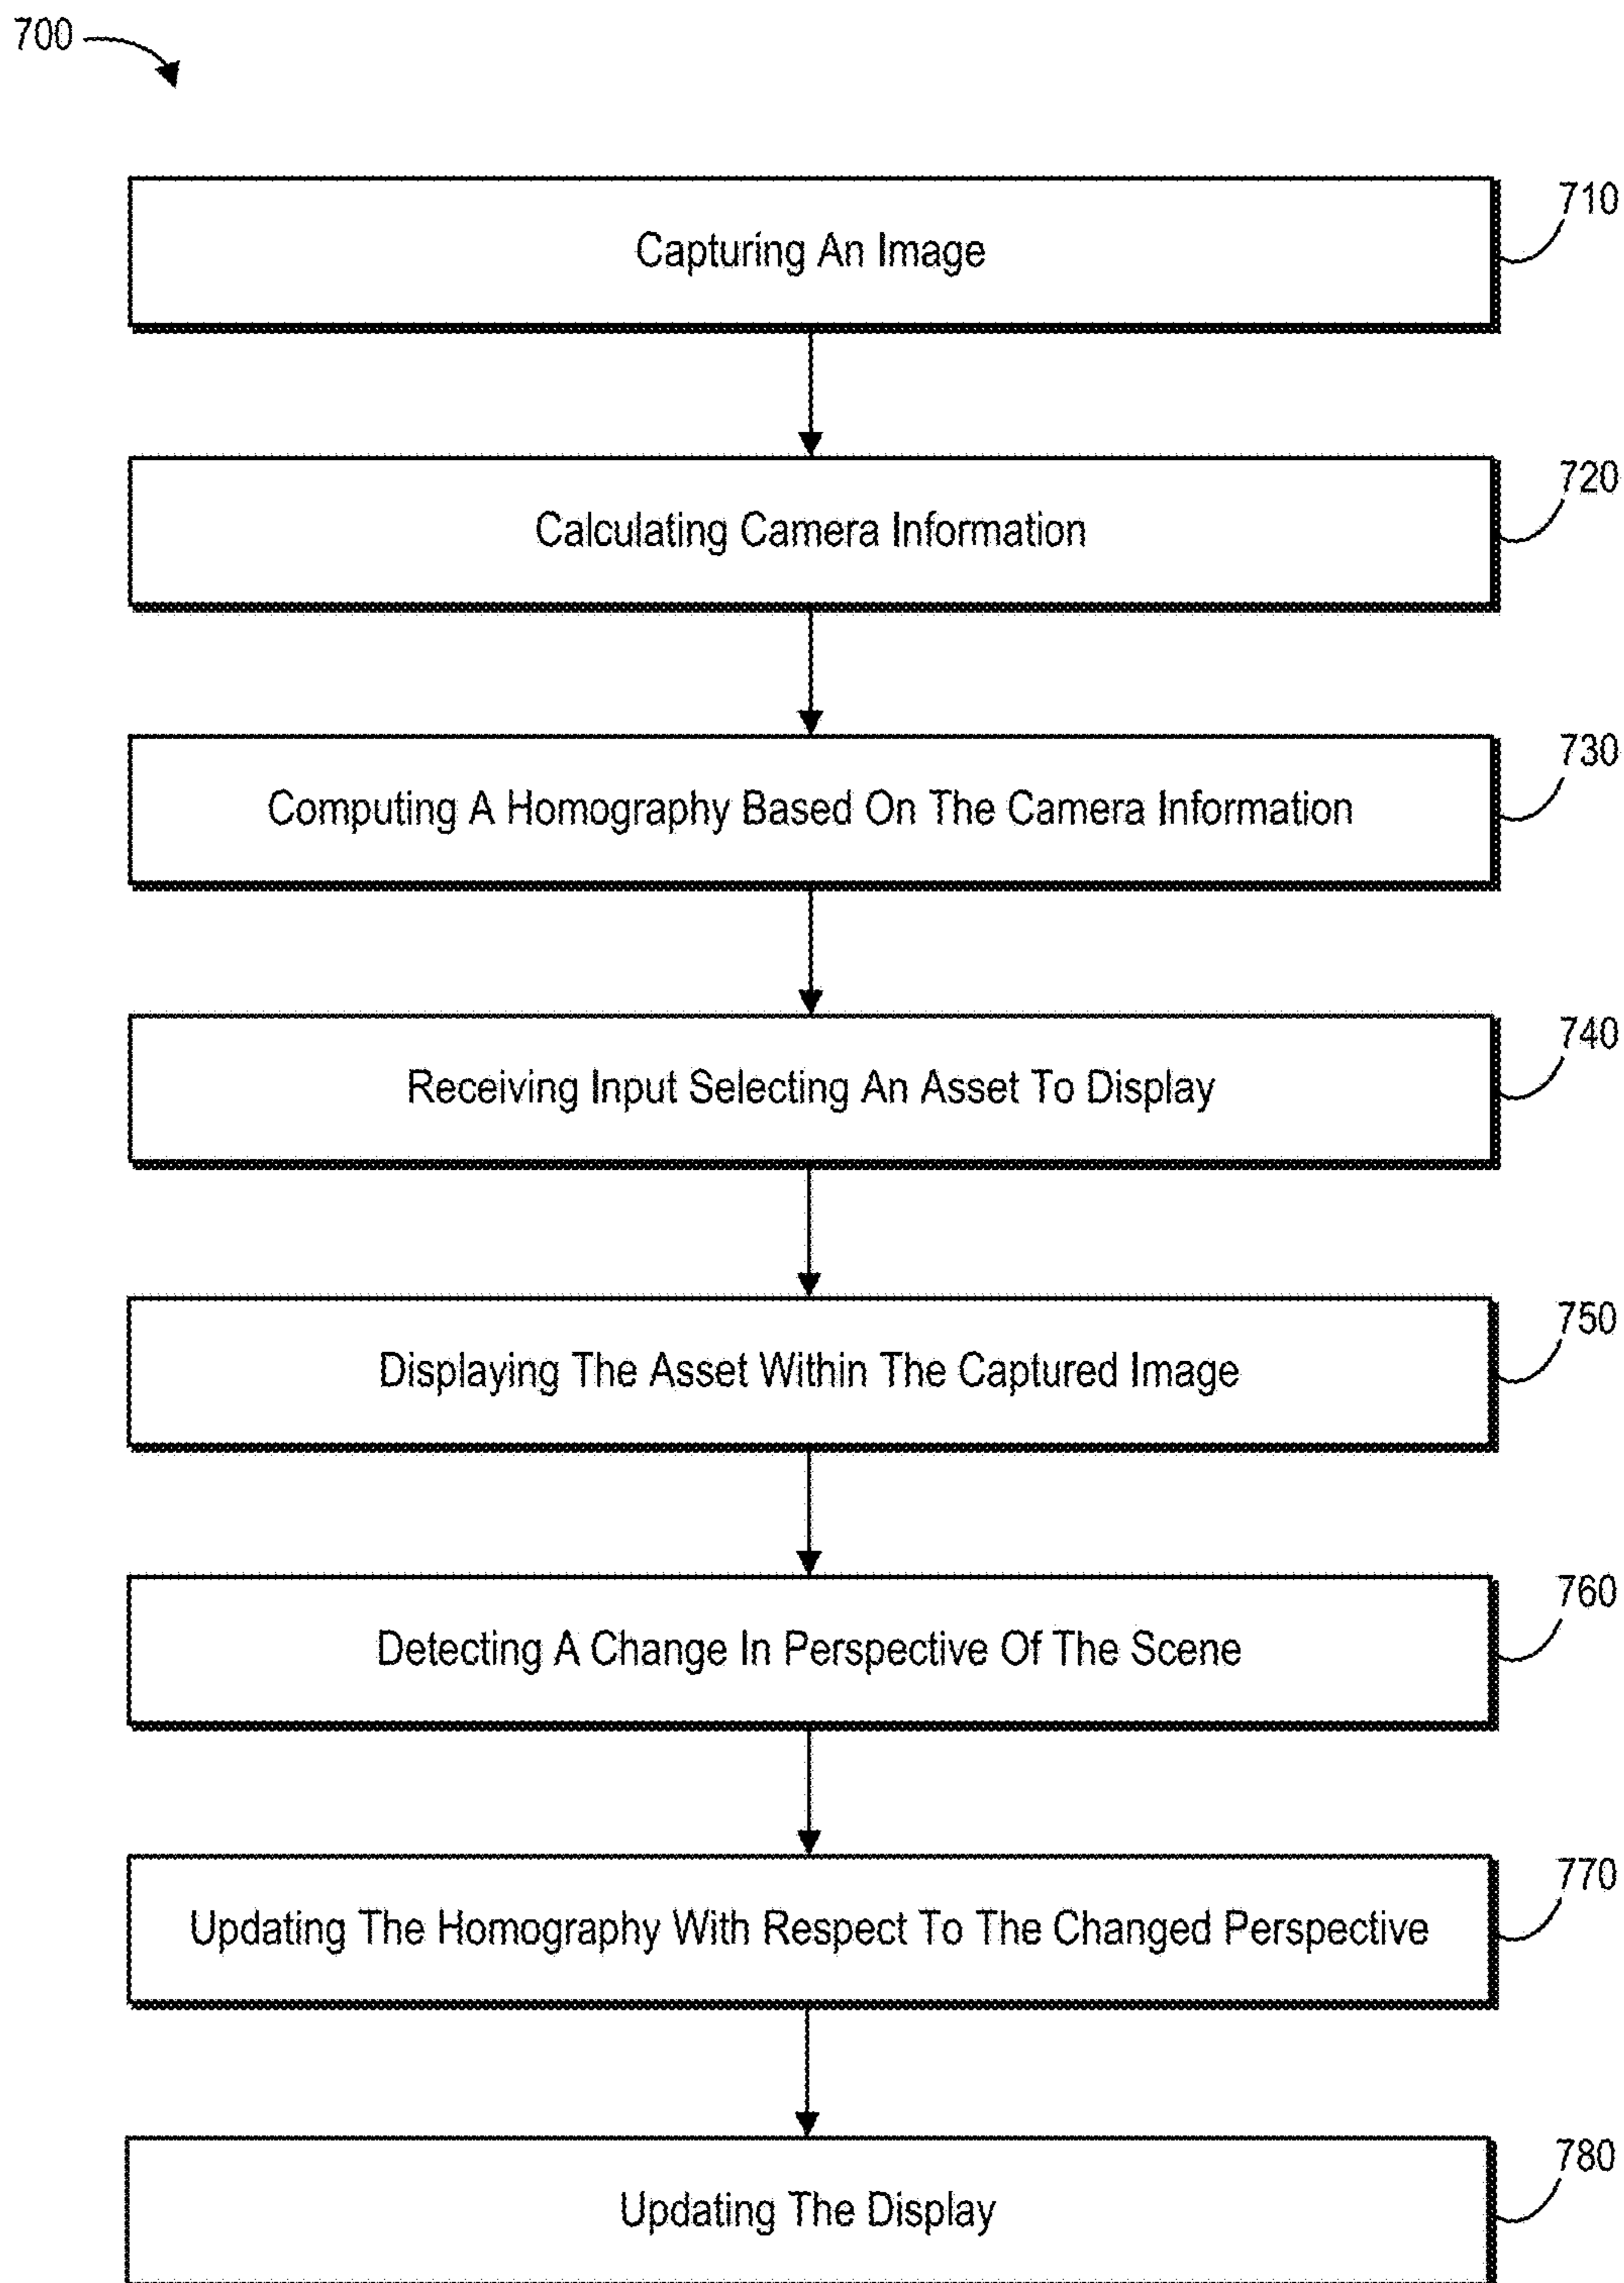 700
710
Capturing An Image
720
Calculating Camera Information
730
Computing A Homography Based On The Camera Information
740
Receiving Input Selecting An Asset To Display
750
Displaying The Asset Within The Captured Image
760
Detecting A Change In Perspective Of The Scene
770
Updating The Homography With Respect To The Changed Perspective
780
Updating The Display